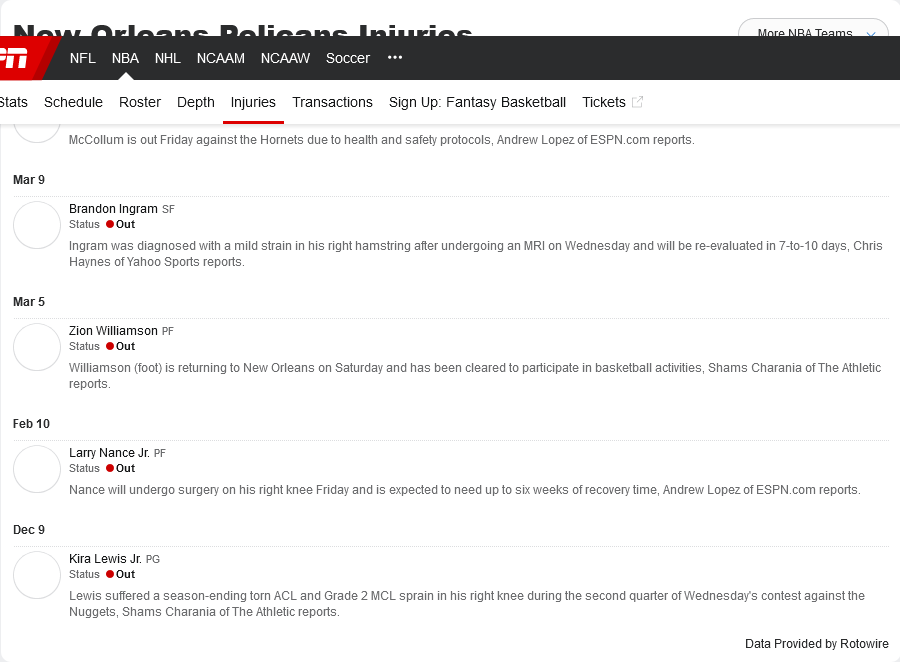 New Orleans Pelicans Injuries
More NBA Teams
NFL NBA NHL NCAAM NCAAW Soccer •••
Stats Schedule Roster Depth Injuries Transactions Sign Up: Fantasy Basketball Tickets
McCollum is out Friday against the Hornets due to health and safety protocols, Andrew Lopez of ESPN.com reports.
Mar 9
Brandon Ingram SF
Status Out
Ingram was diagnosed with a mild strain in his right hamstring after undergoing an MRI on Wednesday and will be re-evaluated in 7-to-10 days, Chris
Haynes of Yahoo Sports reports.
Mar 5
Zion Williamson PF
Status Out
Williamson (foot) is returning to New Orleans on Saturday and has been cleared to participate in basketball activities, Shams Charania of The Athletic
reports.
Feb 10
Larry Nance Jr. PF
Status Out
Nance will undergo surgery on his right knee Friday and is expected to need up to six weeks of recovery time, Andrew Lopez of ESPN.com reports.
Dec 9
Kira Lewis Jr. PG
Status Out
Lewis suffered a season-ending torn ACL and Grade 2 MCL sprain in his right knee during the second quarter of Wednesday's contest against the
Nuggets, Shams Charania of The Athletic reports.
Data Provided by Rotowire